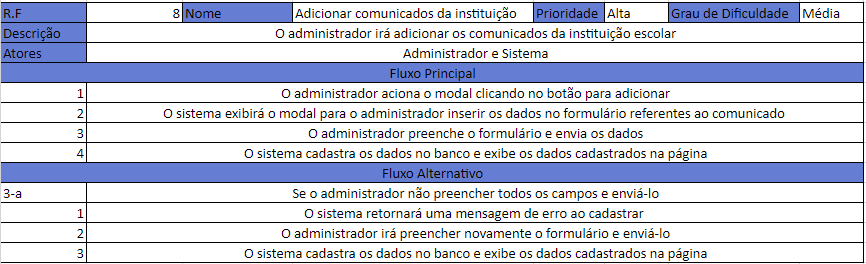 R.F 8 Nome Adicionar comunicados da instituição Prioridade Alta Grau de Dificuldade Média
Descrição O administrador irá adicionar os comunicados da instituição escolar
Atores Administrador e Sistema
Fluxo Principal
1 O administrador aciona o modal clicando no botão para adicionar
2 O sistema exibirá o modal para o administrador inserir os dados no formulário referentes ao comunicado
3 O administrador preenche o formulário e envia os dados
4 O sistema cadastra os dados no banco e exibe os dados cadastrados na página
Fluxo Alternativo
3-a Se o administrador não preencher todos os campos e enviá-lo
1 O sistema retornará uma mensagem de erro ao cadastrar
2 O administrador irá preencher novamente o formulário e enviá-lo
3 O sistema cadastra os dados no banco e exibe os dados cadastrados na página